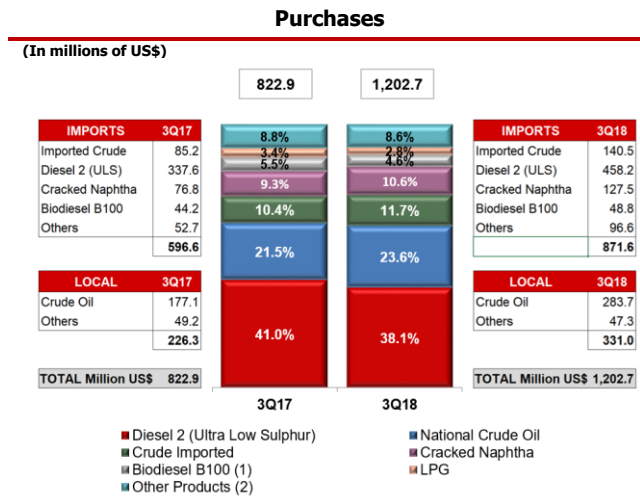 Purchases
(In millions of US$)
822.9 1,202.7
IMPORTS 3Q17
Imported Crude 85.2
Diesel 2 (ULS) 337.6
Cracked Naphtha 76.8
Biodiesel B100 44.2
Others 52.7
596.6
LOCAL 3Q17
Crude Oil 177.1
Others 49.2
226.3
TOTAL Million US$ 822.9
8.8% 8.6%
3.4% 2.8%
5.5% 4.6%
9.3% 10.6%
10.4% 11.7%
21.5% 23.6%
41.0% 38.1%
3Q17 3Q18
IMPORTS 3Q18
Imported Crude 140.5
Diesel 2 (ULS) 458.2
Cracked Naphtha 127.5
Biodiesel B100 48.8
Others 96.6
871.6
LOCAL 3Q18
Crude Oil 283.7
Others 47.3
331.0
TOTAL Million US$ 1,202.7
Diesel 2 (Ultra Low Sulphur) National Crude Oil
Crude Imported Cracked Naphtha
Biodiesel B100 (1) LPG
Other Products (2)